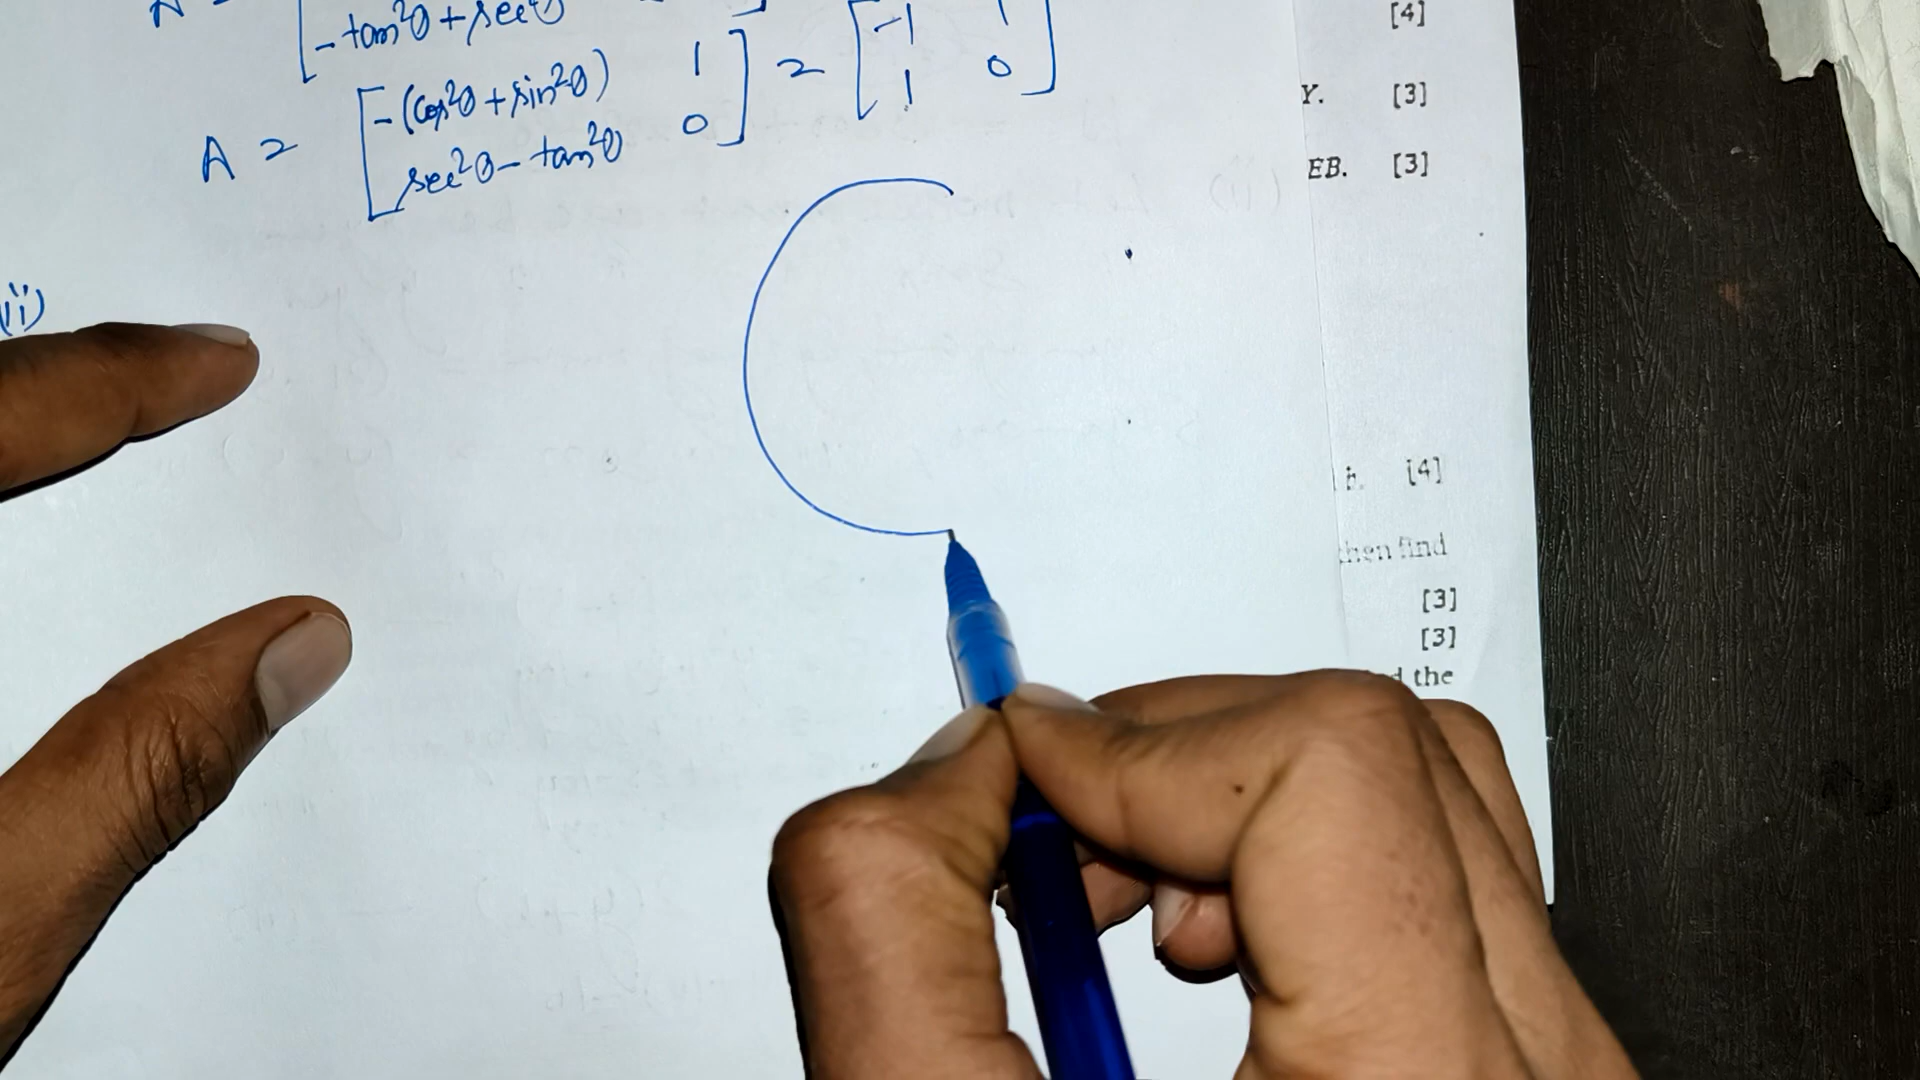 -tan²θ+sec²θ
[4]
A = [-(cos²θ+sin²θ) 1] = [-1 1]
[sec²θ-tan²θ 0] [1 0]
Y. [3]
EB. [3]
(ii)
b. [4]
then find
[3]
[3]
the